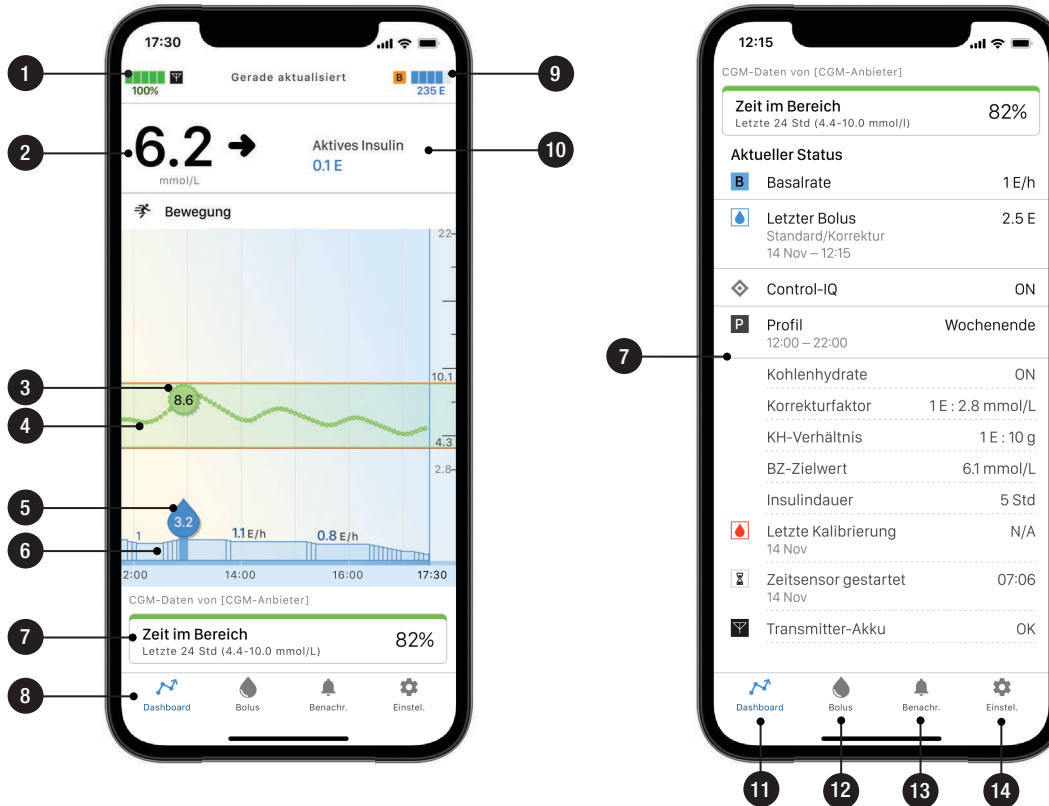 17:30
1
100%
Gerade aktualisiert
B
235 E
9
2
6.2
mmol/L
Aktives Insulin
0.1 E
10
Bewegung
22
10.1
3
8.6
4
4.3
2.8
5
3.2
6
1
1.1 E/h
0.8 E/h
2:00
14:00
16:00
17:30
CGM-Daten von [CGM-Anbieter]
7
Zeit im Bereich
82%
Letzte 24 Std (4.4-10.0 mmol/L)
8
Dashboard
Bolus
Benachr.
Einstel.
12:15
CGM-Daten von [CGM-Anbieter]
Zeit im Bereich
82%
Letzte 24 Std (4.4-10.0 mmol/l)
Aktueller Status
B Basalrate 1 E/h
Letzter Bolus 2.5 E
Standard/Korrektur
14 Nov – 12:15
Control-IQ ON
P Profil Wochenende
12:00 – 22:00
7
Kohlenhydrate ON
Korrekturfaktor 1 E : 2.8 mmol/L
KH-Verhältnis 1 E : 10 g
BZ-Zielwert 6.1 mmol/L
Insulindauer 5 Std
Letzte Kalibrierung N/A
14 Nov
Zeitsensor gestartet 07:06
14 Nov
Transmitter-Akku OK
Dashboard
Bolus
Benachr.
Einstel.
11
12
13
14